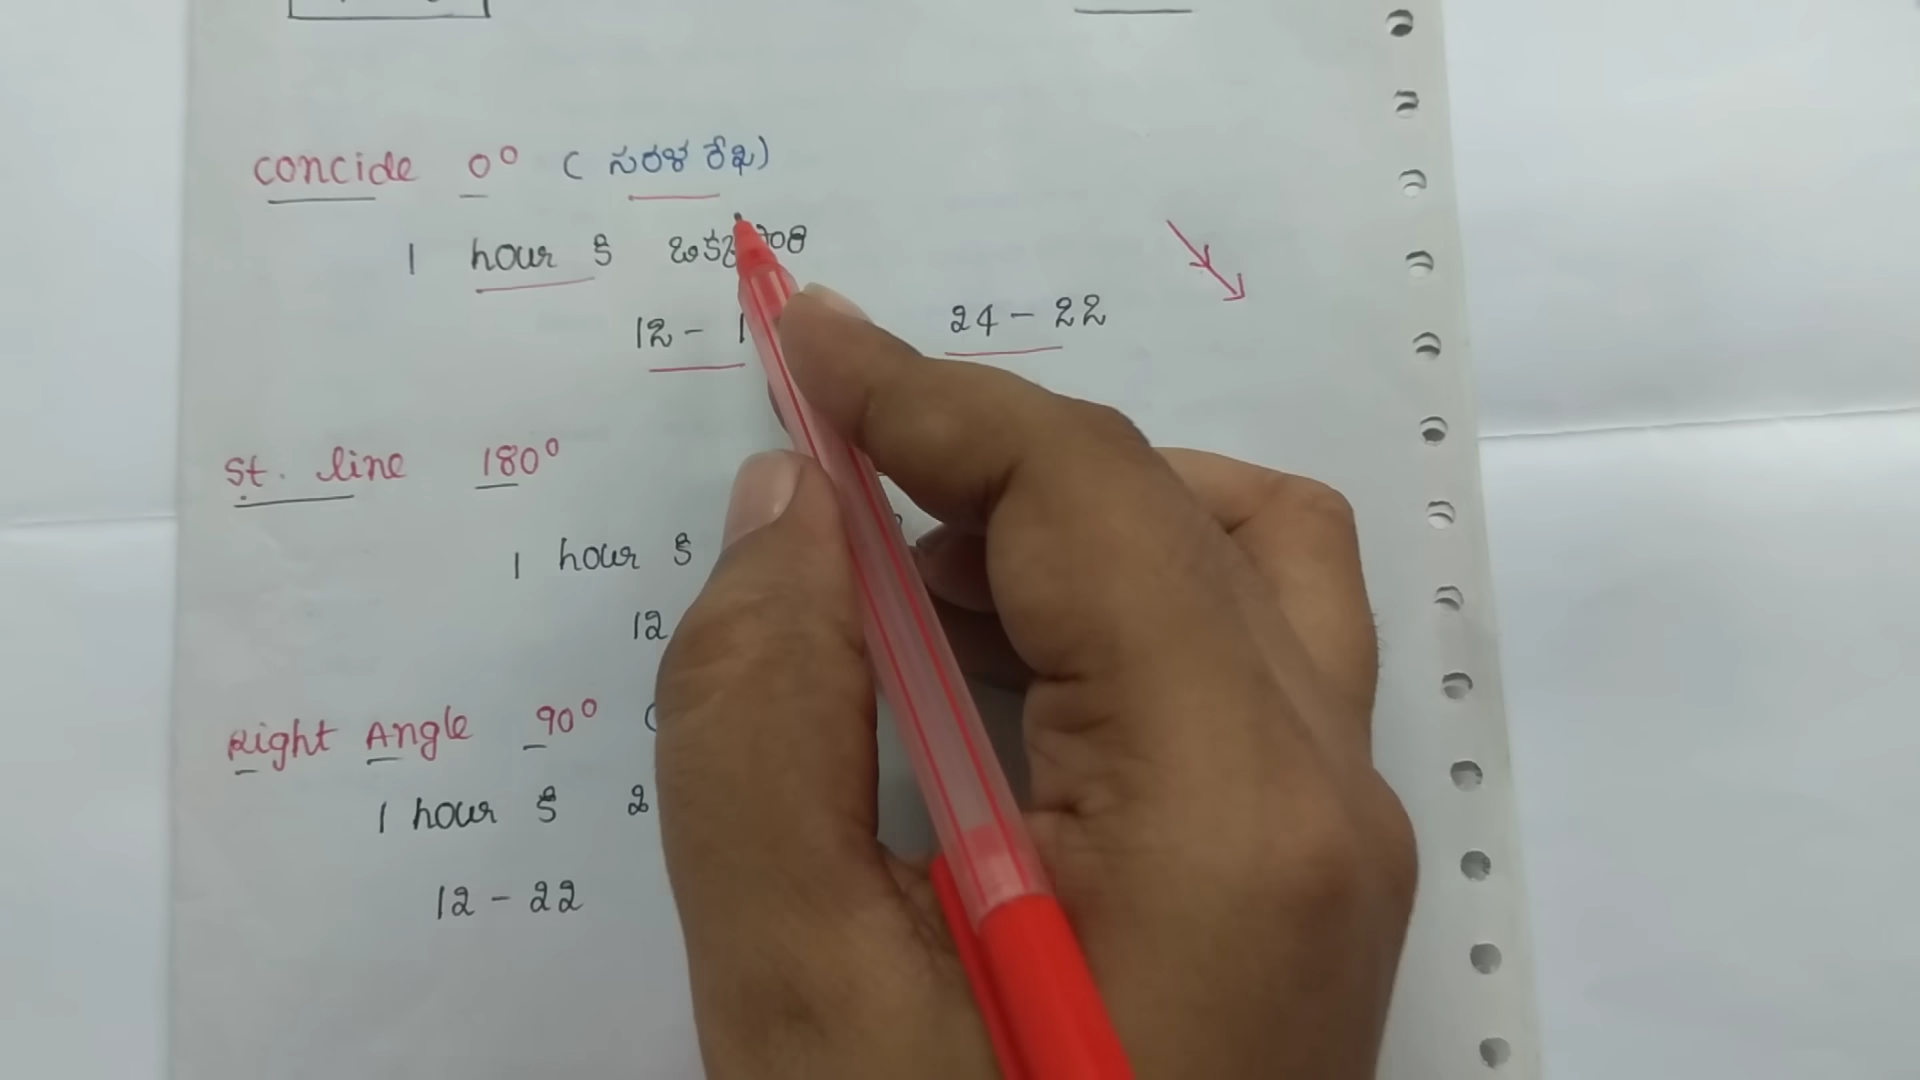 concide 0° ( సరళ రేఖ)
1 hour కి
12 - 1 24 - 22
St. line 180°
1 hour కి
12
Right Angle 90° (
1 hour కి 2
12 - 22